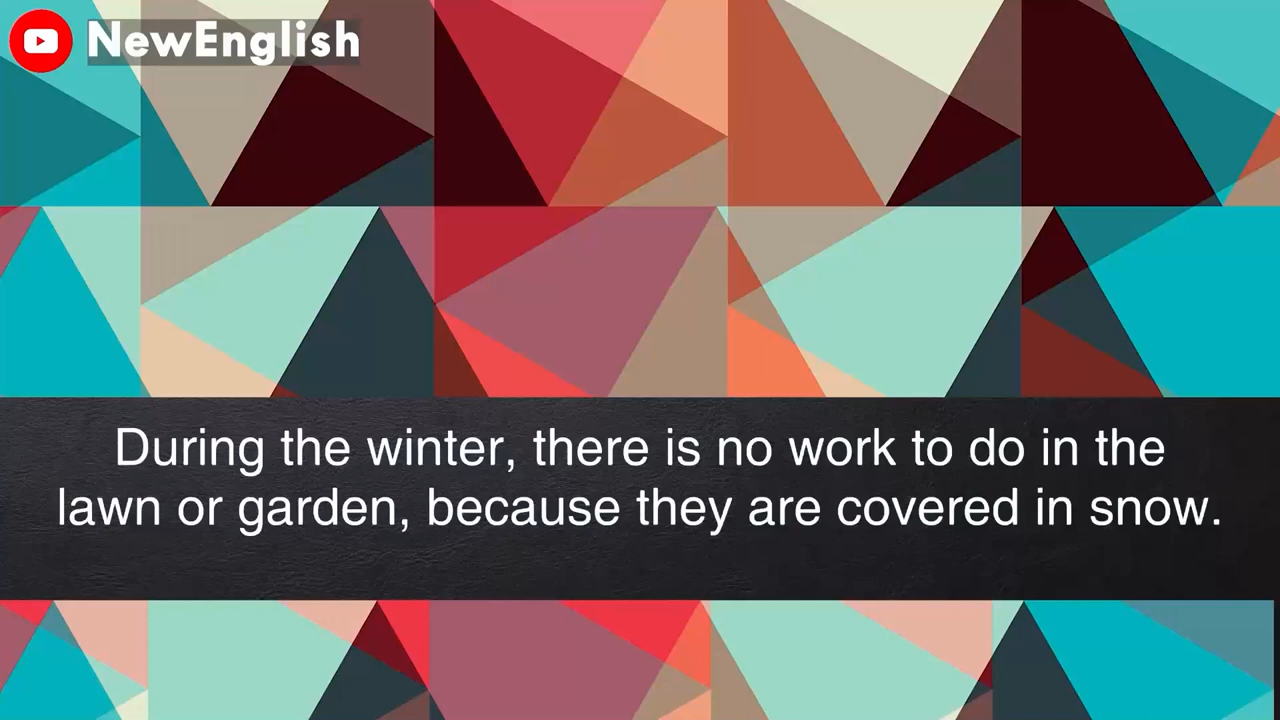 NewEnglish
During the winter, there is no work to do in the
lawn or garden, because they are covered in snow.